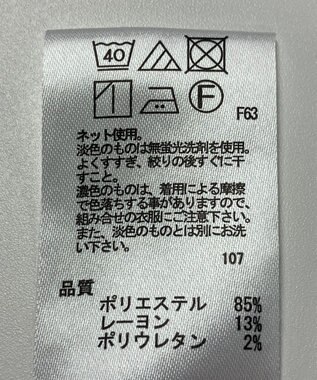 40
F
F63
ネット使用。
淡色のものは無蛍光洗剤を使用。
よくすすぎ、絞りの後すぐに干
すこと。
濃色のものは、着用による摩擦
で色落ちする事がありますので、
組み合せの衣服にご注意下さい。
また、淡色のものとは別にお洗
い下さい。
107
品質
ポリエステル 85%
レーヨン 13%
ポリウレタン 2%